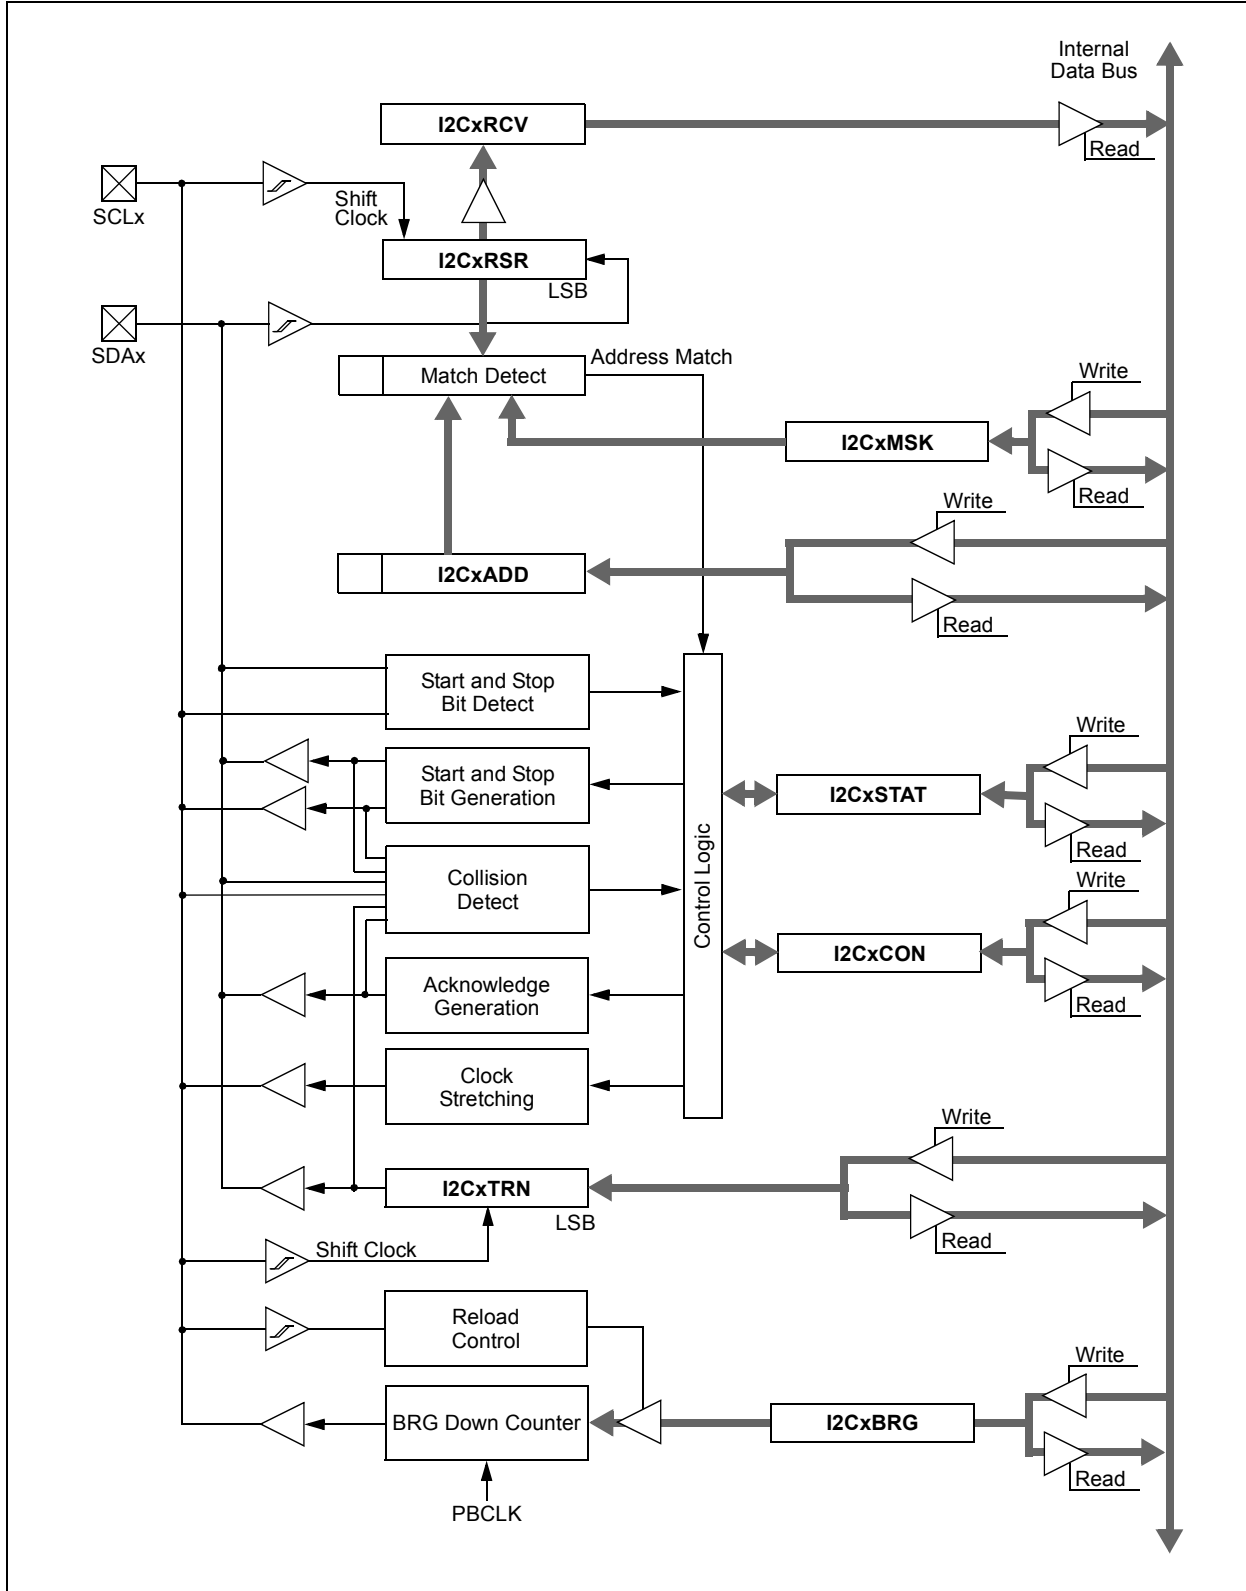 Internal
Data Bus
I2CxRCV
Read
SCLx
Shift
Clock
I2CxRSR
LSB
SDAx
Address Match
Match Detect
Write
I2CxMSK
Read
Write
I2CxADD
Read
Start and Stop
Bit Detect
Write
Start and Stop
Bit Generation
I2CxSTAT
Read
Control Logic
Collision
Detect
Write
I2CxCON
Read
Acknowledge
Generation
Clock
Stretching
Write
I2CxTRN
LSB
Read
Shift Clock
Reload
Control
Write
BRG Down Counter
I2CxBRG
Read
PBCLK